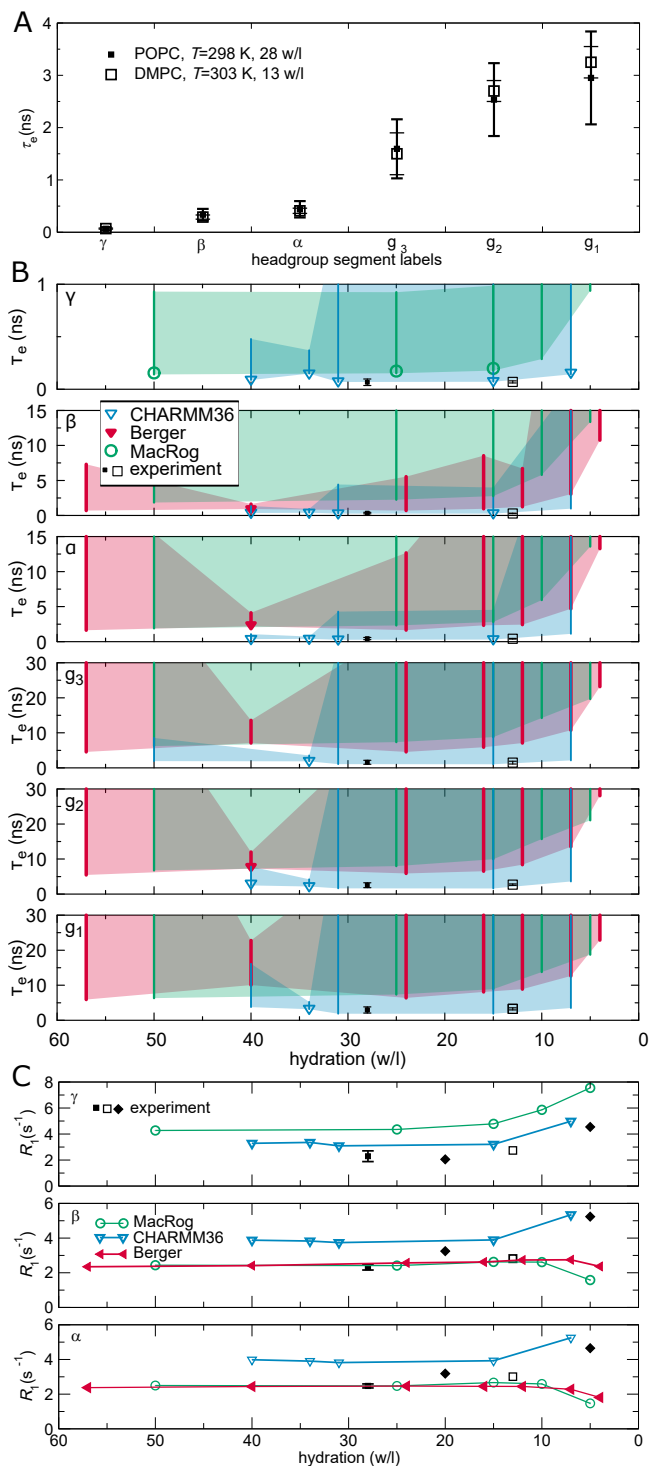 A
4
3
2
1
0
τe(ns)
POPC, T=298 K, 28 w/l
DMPC, T=303 K, 13 w/l
γ β α g3 g2 g1
headgroup segment labels
B
γ
1
0
τe (ns)
β
15
10
5
0
τe (ns)
CHARMM36
Berger
MacRog
experiment
α
15
10
5
0
τe (ns)
g3
30
20
10
0
τe (ns)
g2
30
20
10
0
τe (ns)
g1
30
20
10
0
τe (ns)
60 50 40 30 20 10 0
hydration (w/l)
C
γ
experiment
8
6
4
2
0
R1(s-1)
β
MacRog
CHARMM36
Berger
6
4
2
0
R1(s-1)
α
6
4
2
0
R1(s-1)
60 50 40 30 20 10 0
hydration (w/l)